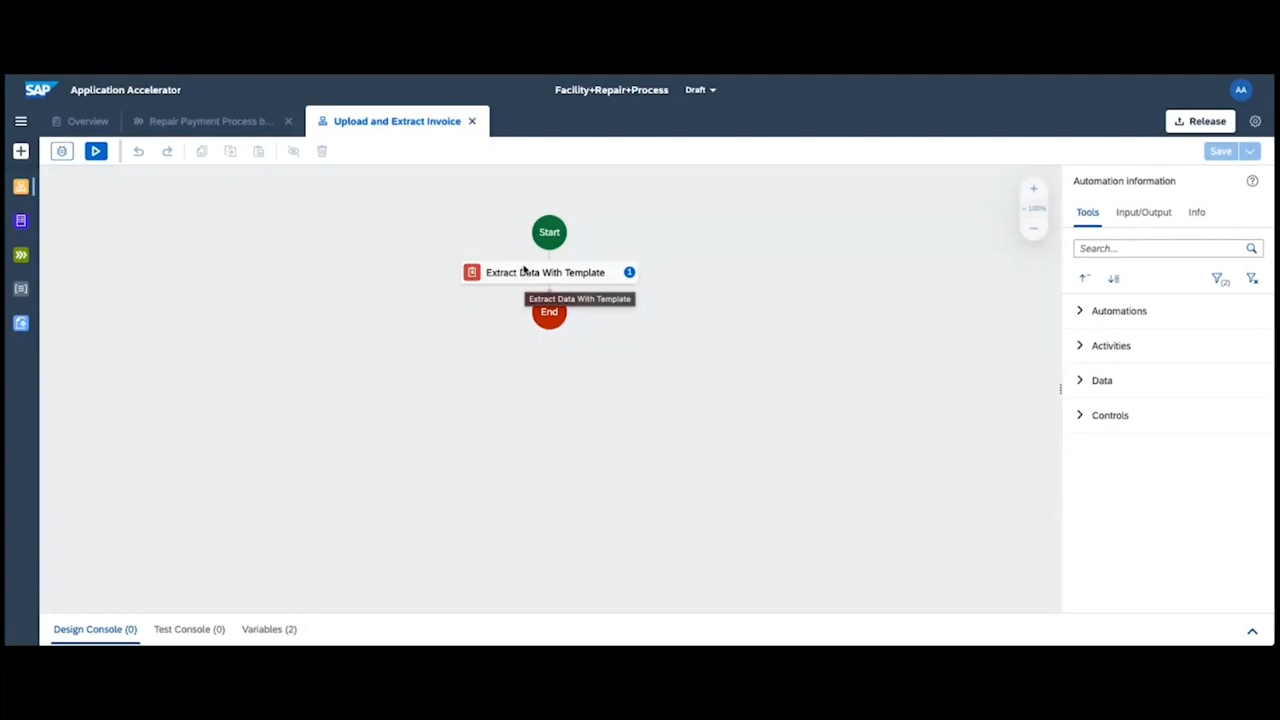 SAP Application Accelerator
Facility+Repair+Process
Draft
AA
Overview
Repair Payment Process b...
Upload and Extract Invoice
Release
Save
Automation information
Tools
Input/Output
Info
Search...
(2)
Automations
Activities
Data
Controls
- 100%
Start
Extract Data With Template
1
Extract Data With Template
End
Design Console (0)
Test Console (0)
Variables (2)